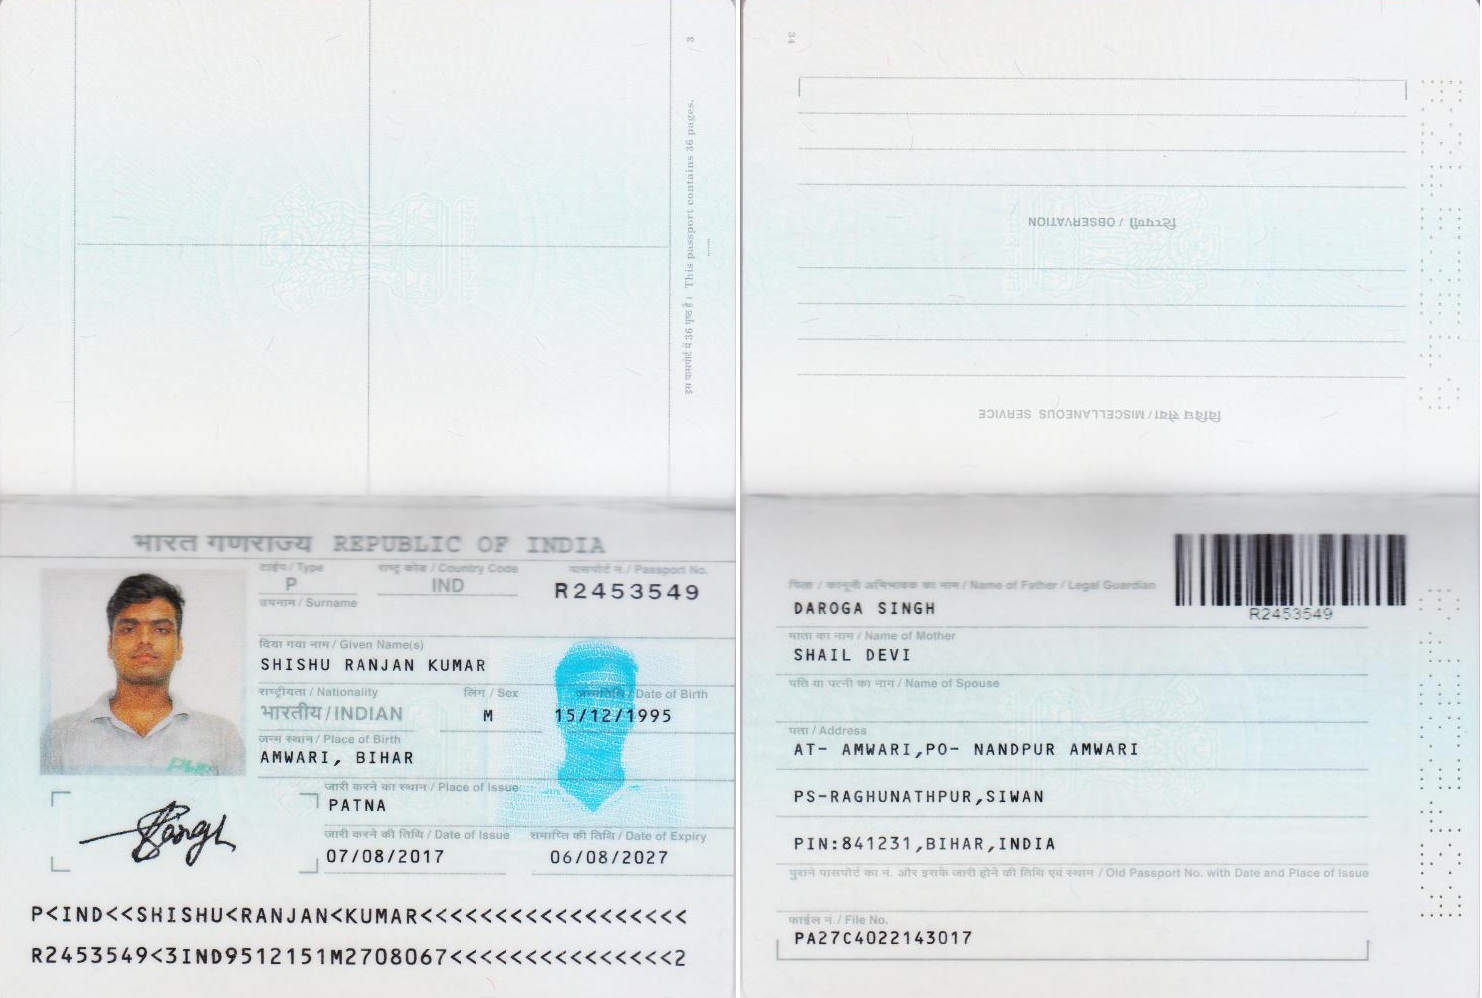 3
इस पासपोर्ट में 36 पृष्ठ है। This passport contains 36 pages.
भारत गणराज्य REPUBLIC OF INDIA
टाईप / Type
राष्ट्र कोड / Country Code
पासपोर्ट नं. / Passport No.
P
IND
R2453549
उपनाम / Surname
दिया गया नाम / Given Name(s)
SHISHU RANJAN KUMAR
राष्ट्रीयता / Nationality
लिंग / Sex
जन्मतिथि / Date of Birth
भारतीय/INDIAN
M
15/12/1995
जन्म स्थान / Place of Birth
AMWARI, BIHAR
जारी करने का स्थान / Place of Issue
PATNA
जारी करने की तिथि / Date of Issue
समाप्ति की तिथि / Date of Expiry
07/08/2017
06/08/2027
P<IND<<SHISHU<RANJAN<KUMAR<<<<<<<<<<<<<<<<<<
R2453549<3IND9512151M2708067<<<<<<<<<<<<<<<2
34
टिप्पणी / OBSERVATION
विविध सेवा / MISCELLANEOUS SERVICE
R2453549
पिता / कानूनी अभिभावक का नाम / Name of Father / Legal Guardian
DAROGA SINGH
माता का नाम / Name of Mother
SHAIL DEVI
पति या पत्नी का नाम / Name of Spouse
पता / Address
AT- AMWARI,PO- NANDPUR AMWARI
PS-RAGHUNATHPUR,SIWAN
PIN:841231,BIHAR,INDIA
पुराने पासपोर्ट का नं. और इसके जारी होने की तिथि एवं स्थान / Old Passport No. with Date and Place of Issue
फाईल नं. / File No.
PA27C4022143017